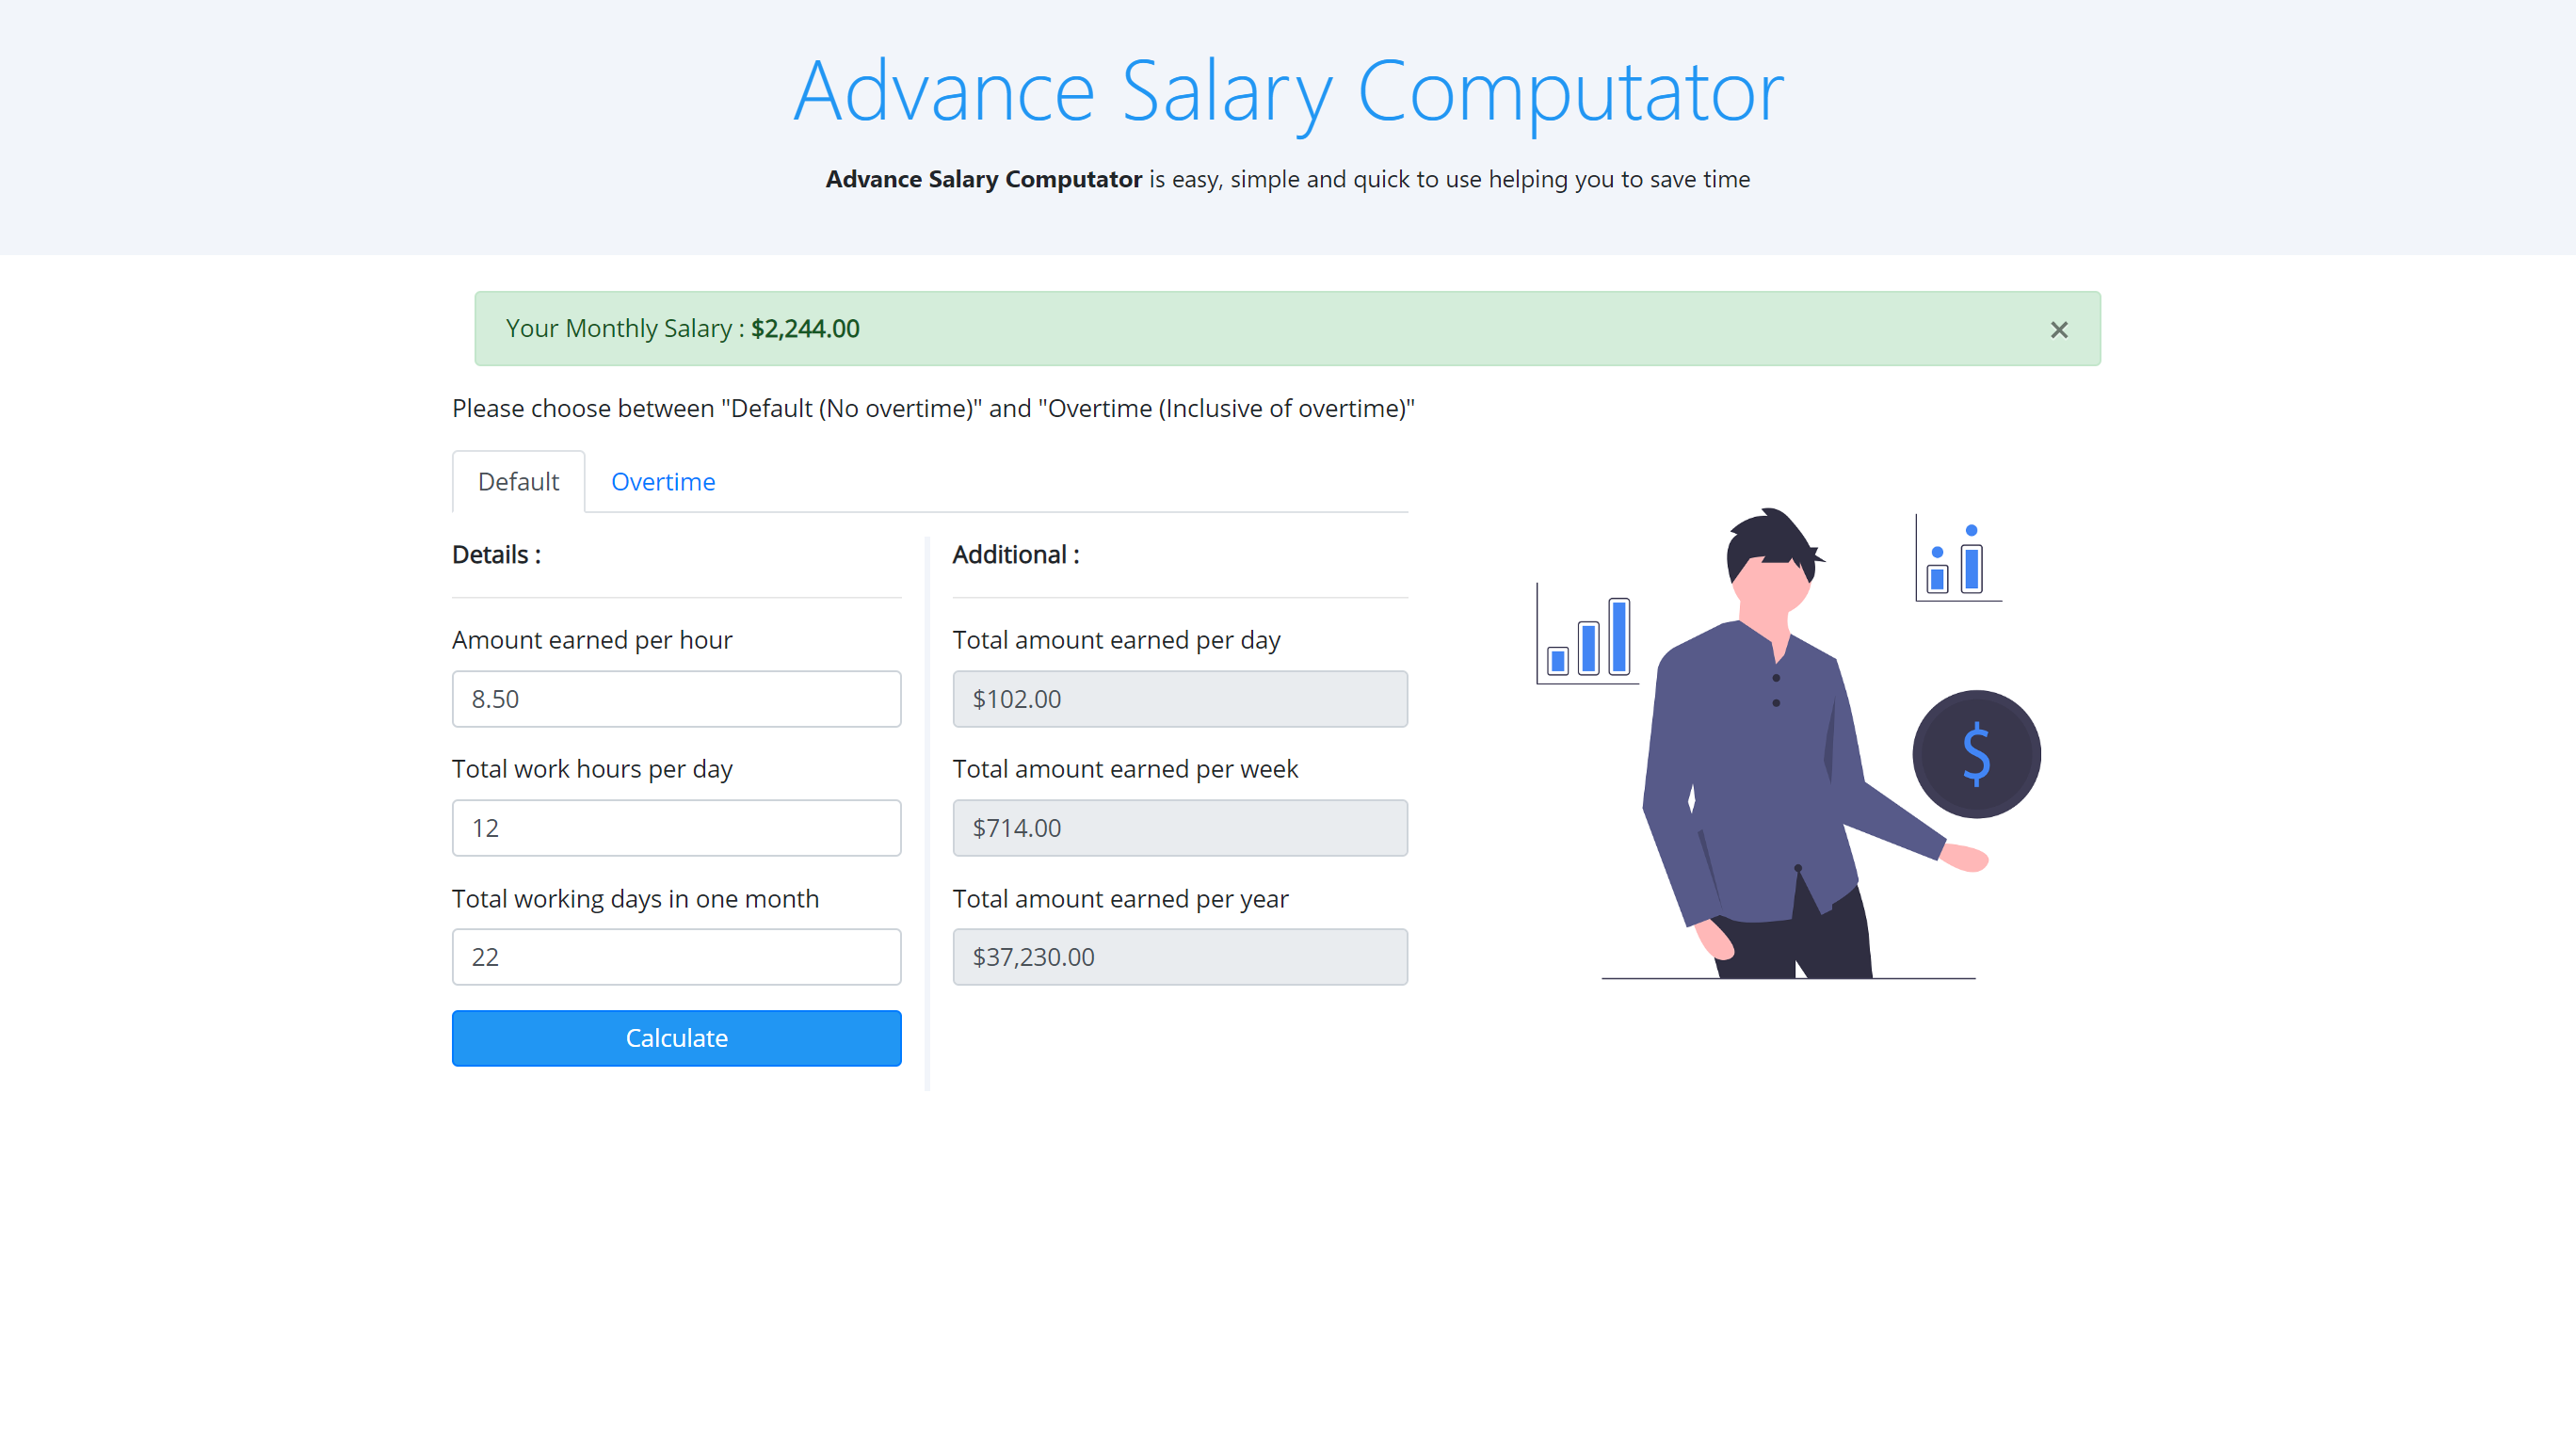 Advance Salary Computator
Advance Salary Computator is easy, simple and quick to use helping you to save time
Your Monthly Salary : $2,244.00
×
Please choose between "Default (No overtime)" and "Overtime (Inclusive of overtime)"
Default Overtime
Details :
Amount earned per hour
8.50
Total work hours per day
12
Total working days in one month
22
Calculate
Additional :
Total amount earned per day
$102.00
Total amount earned per week
$714.00
Total amount earned per year
$37,230.00
$